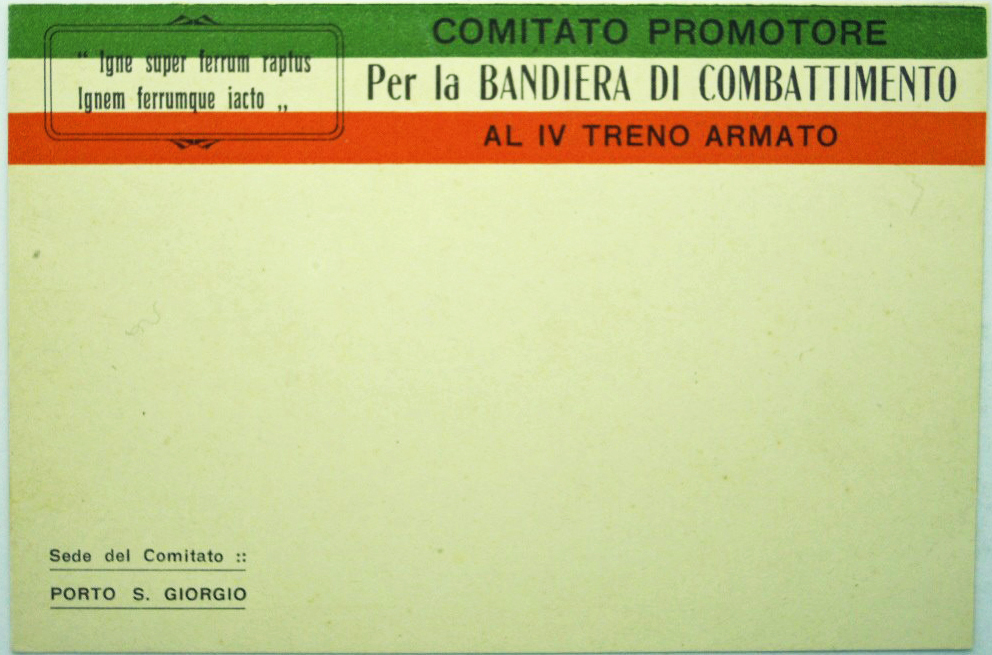 “ Igne super ferrum raptus
Ignem ferrumque iacto „
COMITATO PROMOTORE
Per la BANDIERA DI COMBATTIMENTO
AL IV TRENO ARMATO
Sede del Comitato ::
PORTO S. GIORGIO